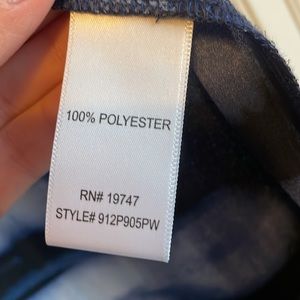 100% POLYESTER
RN# 19747
STYLE# 912P905PW